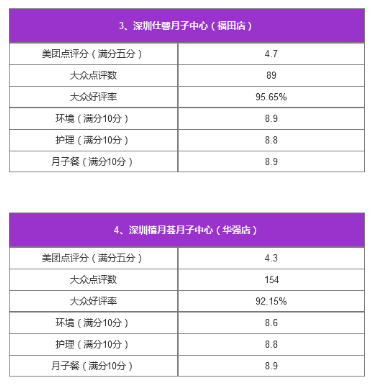 3、深圳仕馨月子中心（福田店）
美团点评分（满分五分） 4.7
大众点评数 89
大众好评率 95.65%
环境（满分10分） 8.9
护理（满分10分） 8.8
月子餐（满分10分） 8.9
4、深圳禧月荟月子中心（华强店）
美团点评分（满分五分） 4.3
大众点评数 154
大众好评率 92.15%
环境（满分10分） 8.6
护理（满分10分） 8.8
月子餐（满分10分） 8.9